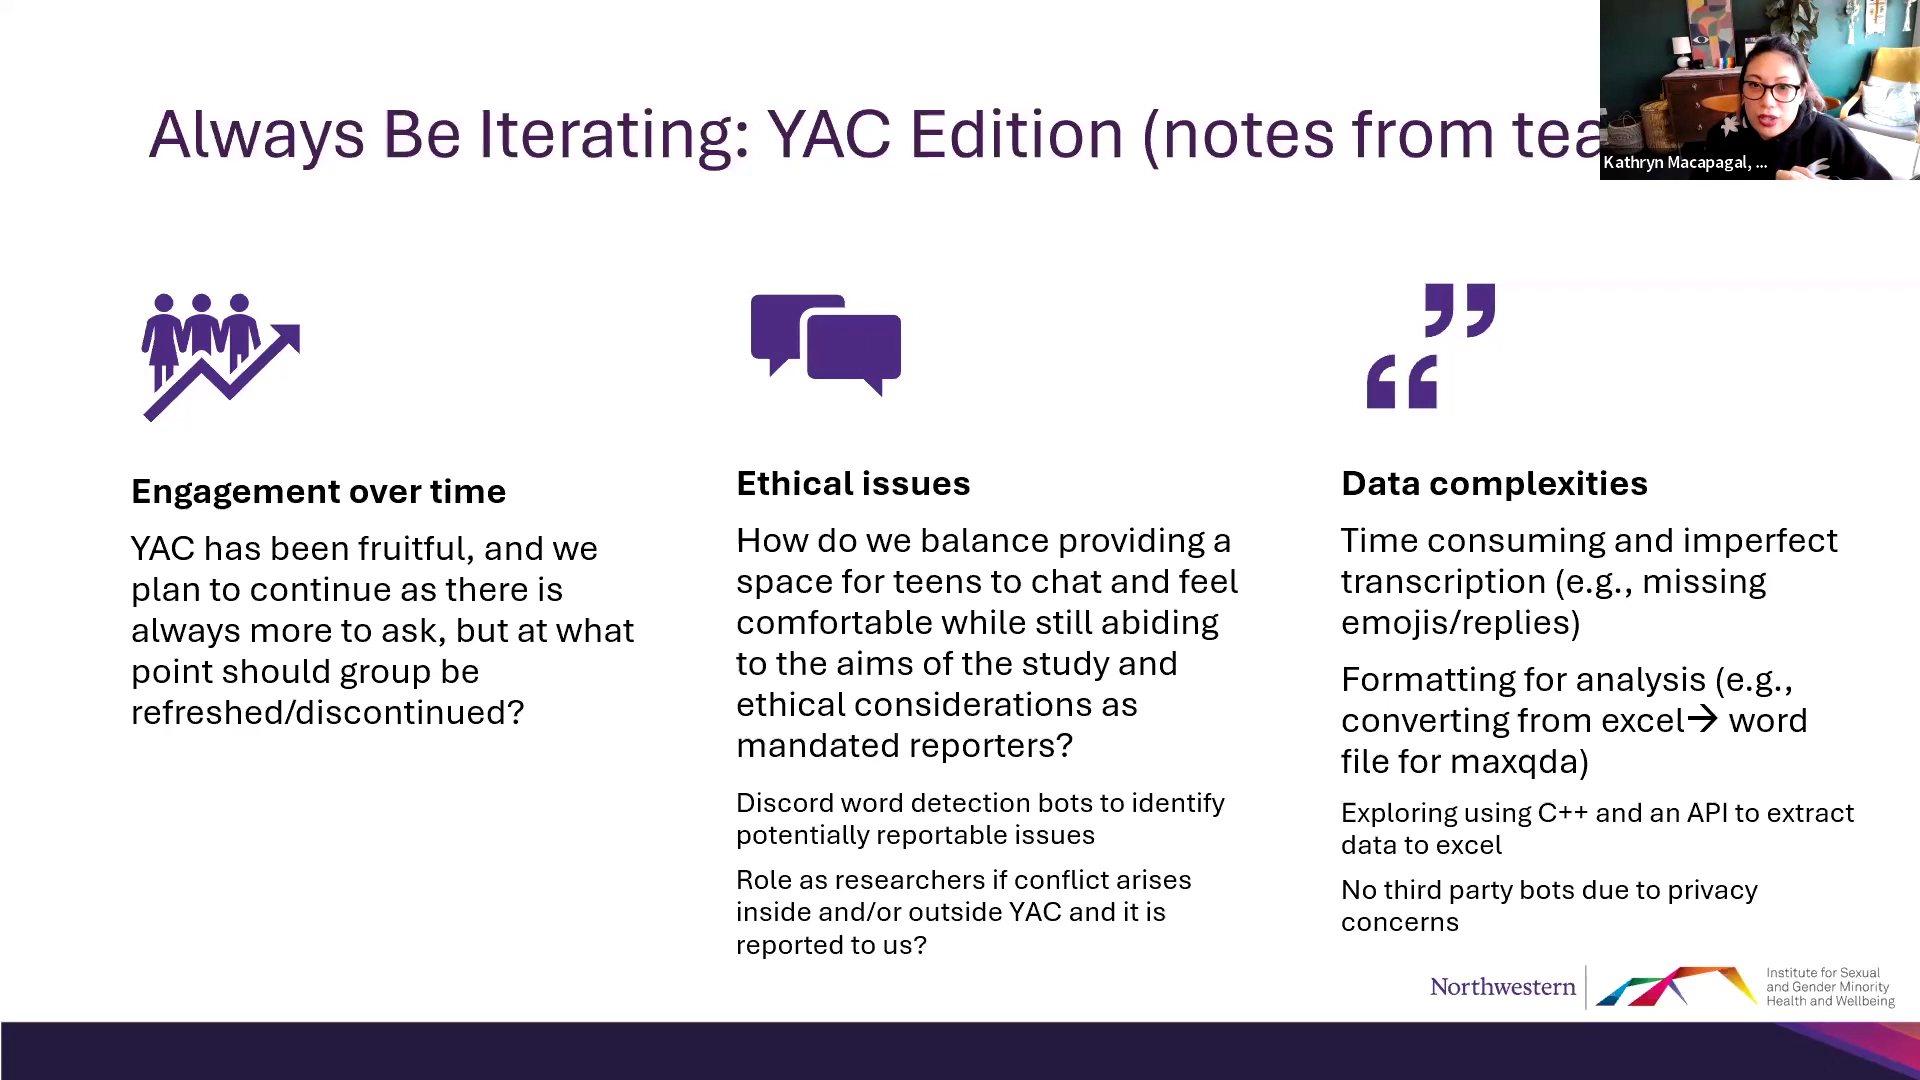 Always Be Iterating: YAC Edition (notes from tea
Kathryn Macapagal, ...
Engagement over time
YAC has been fruitful, and we
plan to continue as there is
always more to ask, but at what
point should group be
refreshed/discontinued?
Ethical issues
How do we balance providing a
space for teens to chat and feel
comfortable while still abiding
to the aims of the study and
ethical considerations as
mandated reporters?
Discord word detection bots to identify
potentially reportable issues
Role as researchers if conflict arises
inside and/or outside YAC and it is
reported to us?
Data complexities
Time consuming and imperfect
transcription (e.g., missing
emojis/replies)
Formatting for analysis (e.g.,
converting from excel→ word
file for maxqda)
Exploring using C++ and an API to extract
data to excel
No third party bots due to privacy
concerns
Northwestern
Institute for Sexual
and Gender Minority
Health and Wellbeing